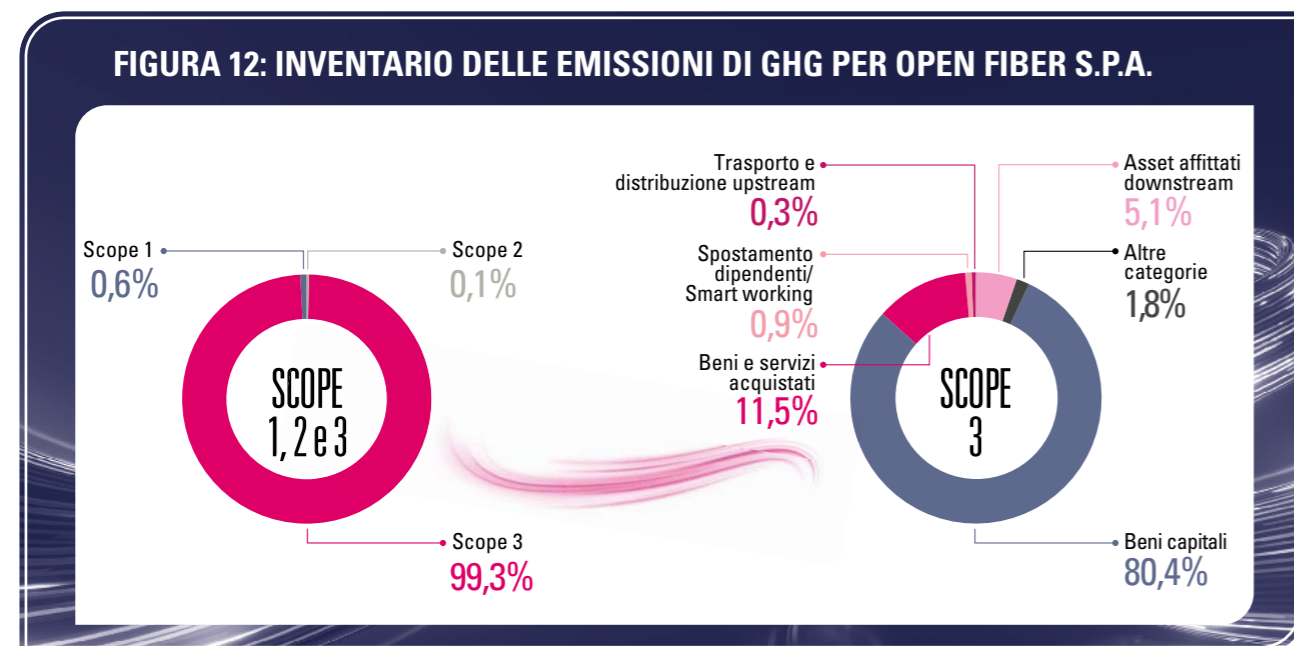 FIGURA 12: INVENTARIO DELLE EMISSIONI DI GHG PER OPEN FIBER S.P.A.
Scope 1
0,6%
Scope 2
0,1%
SCOPE
1, 2 e 3
Scope 3
99,3%
Trasporto e
distribuzione upstream
0,3%
Spostamento
dipendenti/
Smart working
0,9%
Beni e servizi
acquistati
11,5%
SCOPE
3
Asset affittati
downstream
5,1%
Altre
categorie
1,8%
Beni capitali
80,4%